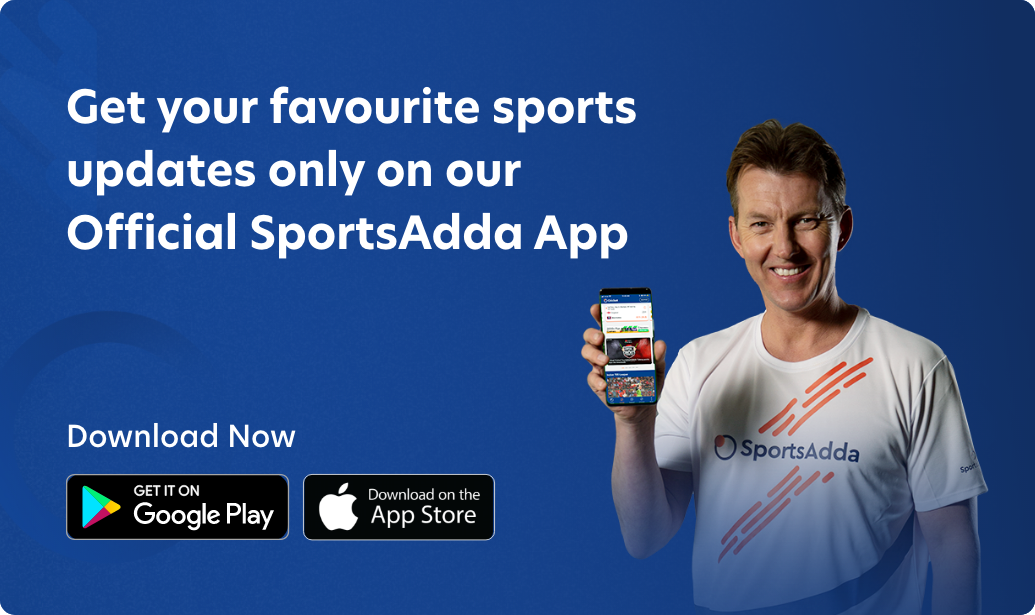 Get your favourite sports
updates only on our
Official SportsAdda App
Download Now
GET IT ON
Google Play
Download on the
App Store
SportsAdda